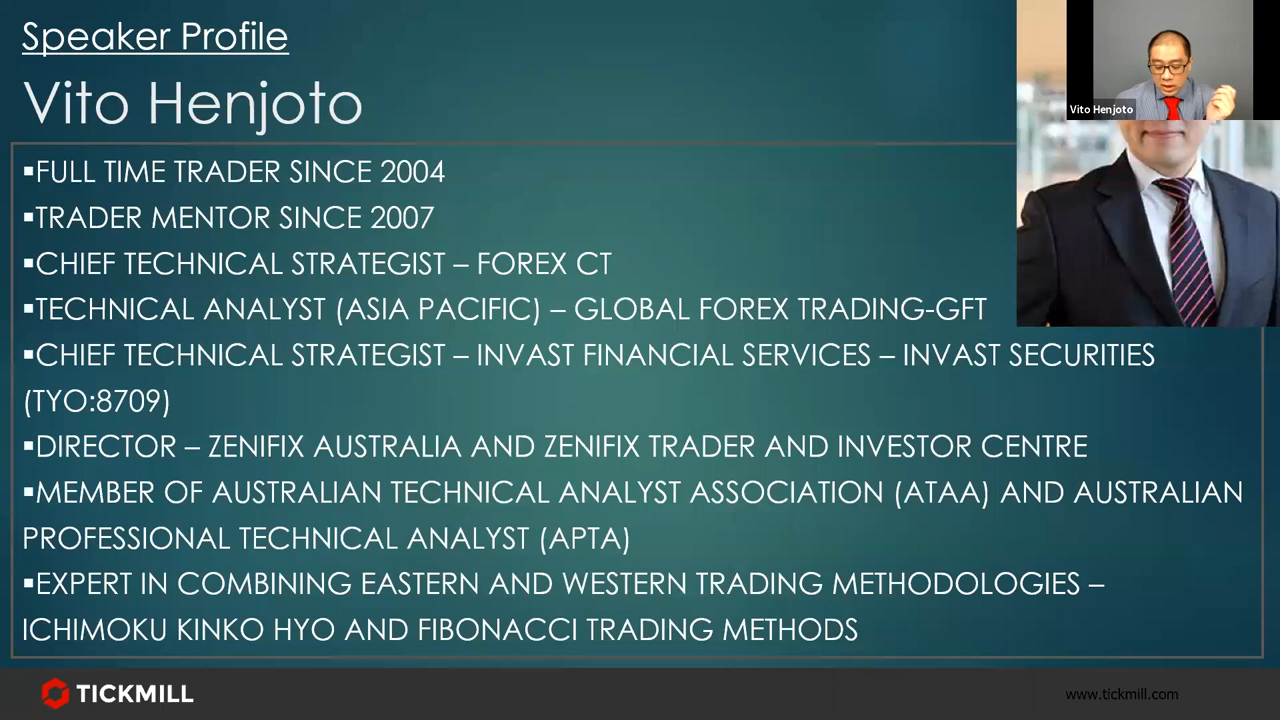 Speaker Profile
Vito Henjoto
Vito Henjoto
▪FULL TIME TRADER SINCE 2004
▪TRADER MENTOR SINCE 2007
▪CHIEF TECHNICAL STRATEGIST – FOREX CT
▪TECHNICAL ANALYST (ASIA PACIFIC) – GLOBAL FOREX TRADING-GFT
▪CHIEF TECHNICAL STRATEGIST – INVAST FINANCIAL SERVICES – INVAST SECURITIES
(TYO:8709)
▪DIRECTOR – ZENIFIX AUSTRALIA AND ZENIFIX TRADER AND INVESTOR CENTRE
▪MEMBER OF AUSTRALIAN TECHNICAL ANALYST ASSOCIATION (ATAA) AND AUSTRALIAN
PROFESSIONAL TECHNICAL ANALYST (APTA)
▪EXPERT IN COMBINING EASTERN AND WESTERN TRADING METHODOLOGIES –
ICHIMOKU KINKO HYO AND FIBONACCI TRADING METHODS
TICKMILL
www.tickmill.com